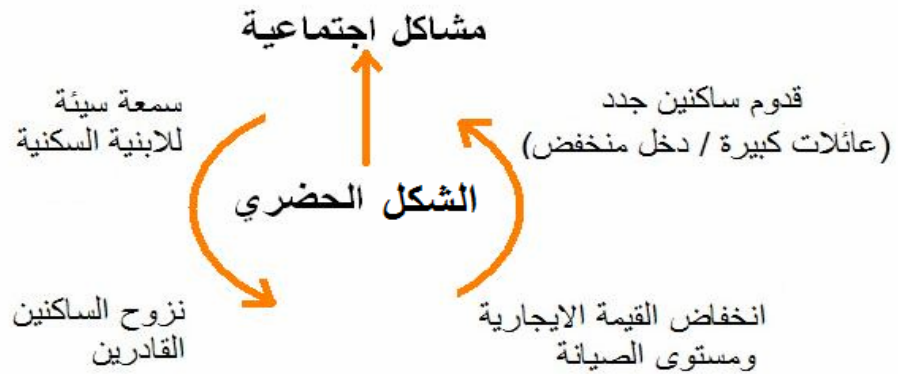 مشاكل اجتماعية
قدوم ساكنين جدد
(عائلات كبيرة / دخل منخفض)
سمعة سيئة
للابنية السكنية
الشكل الحضري
انخفاض القيمة الايجارية
ومستوى الصيانة
نزوح الساكنين
القادرين